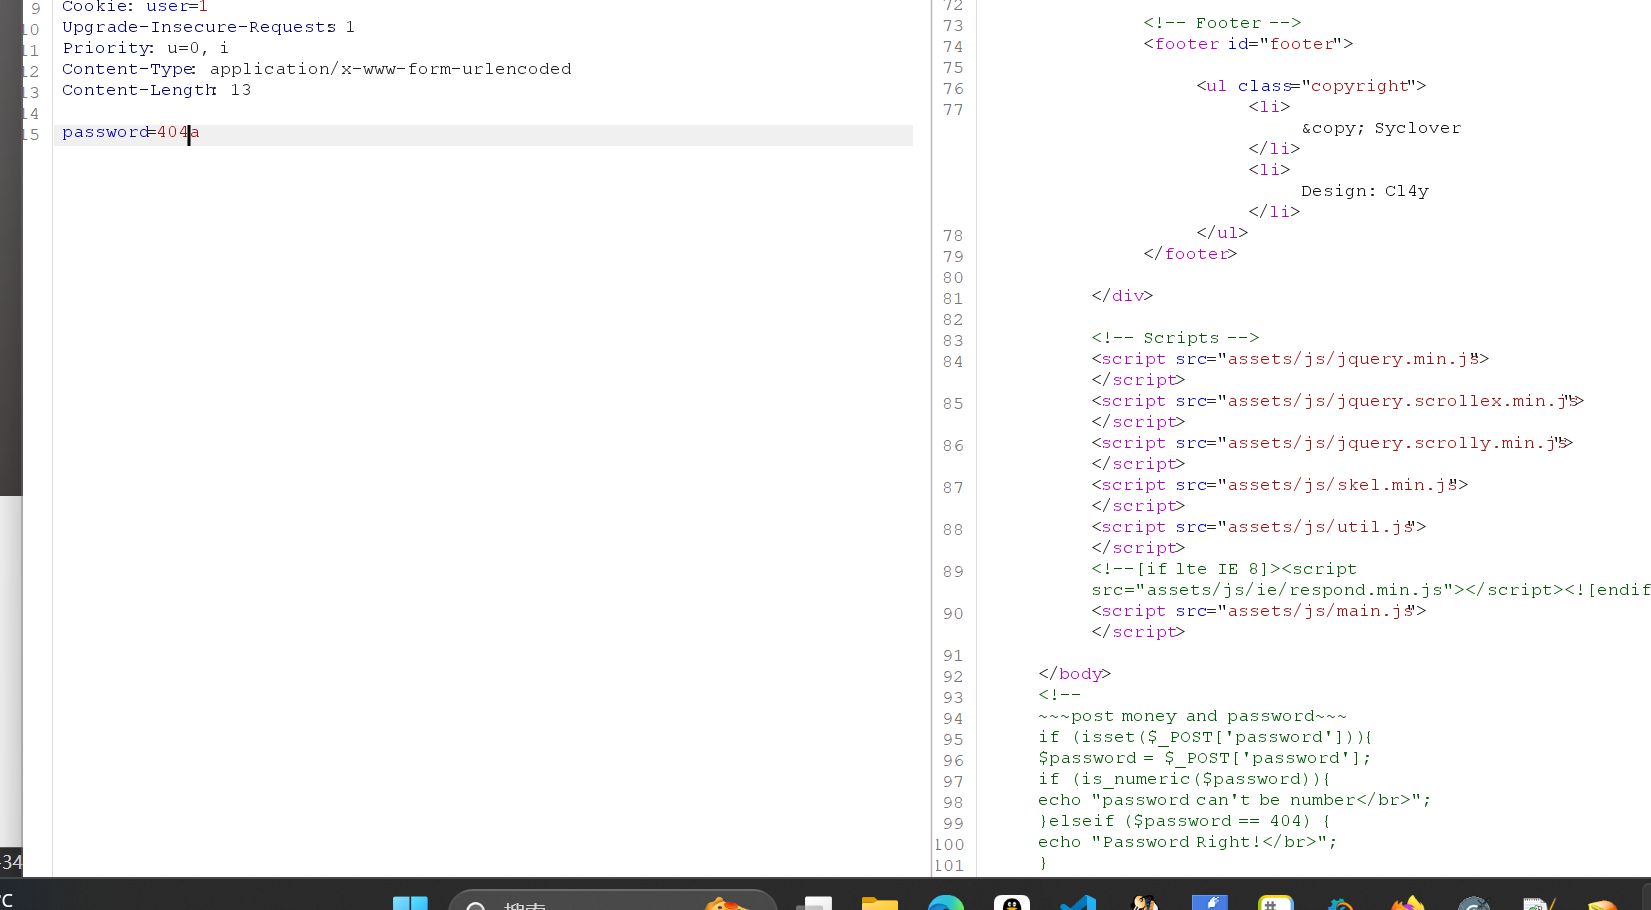 9 Cookie: user=1
10 Upgrade-Insecure-Requests: 1
11 Priority: u=0, i
12 Content-Type: application/x-www-form-urlencoded
13 Content-Length: 13
14
15 password=404a
72
73 <!-- Footer -->
74 <footer id="footer">
75
76 <ul class="copyright">
77 <li>
&copy; Syclover
</li>
<li>
Design: Cl4y
</li>
78 </ul>
79 </footer>
80
81 </div>
82
83 <!-- Scripts -->
84 <script src="assets/js/jquery.min.js">
</script>
85 <script src="assets/js/jquery.scrollex.min.js">
</script>
86 <script src="assets/js/jquery.scrolly.min.js">
</script>
87 <script src="assets/js/skel.min.js">
</script>
88 <script src="assets/js/util.js">
</script>
89 <!--[if lte IE 8]><script
src="assets/js/ie/respond.min.js"></script><![endif
90 <script src="assets/js/main.js">
</script>
91
92 </body>
93 <!--
94 ~~~post money and password~~~
95 if (isset($_POST['password'])){
96 $password = $_POST['password'];
97 if (is_numeric($password)){
98 echo "password can't be number</br>";
99 }elseif ($password == 404) {
100 echo "Password Right!</br>";
101 }
-34
°C
搜索